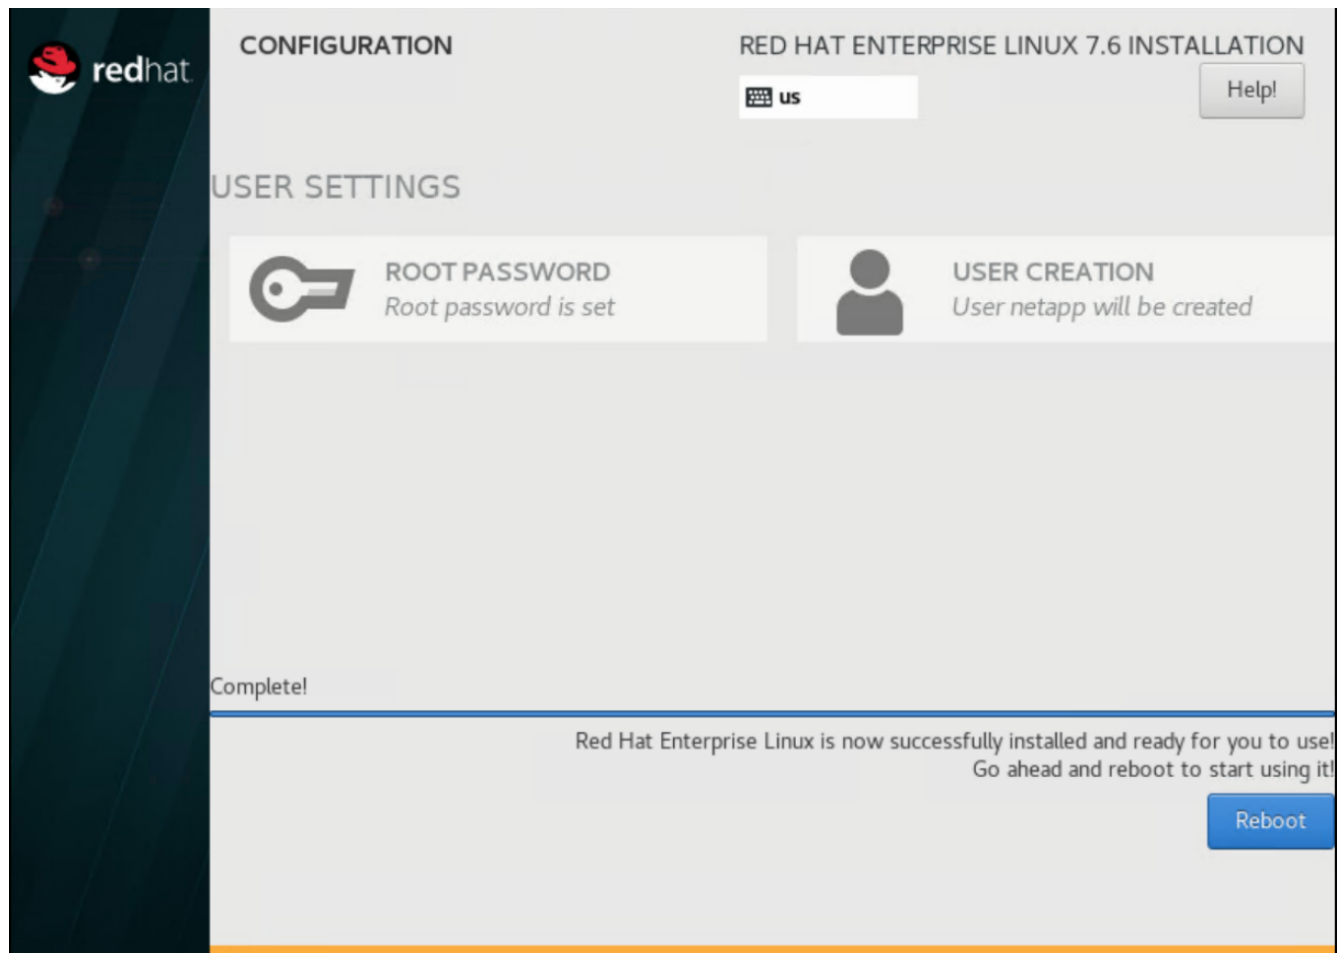 redhat
CONFIGURATION
RED HAT ENTERPRISE LINUX 7.6 INSTALLATION
us
Help!
USER SETTINGS
ROOT PASSWORD
Root password is set
USER CREATION
User netapp will be created
Complete!
Red Hat Enterprise Linux is now successfully installed and ready for you to use!
Go ahead and reboot to start using it!
Reboot